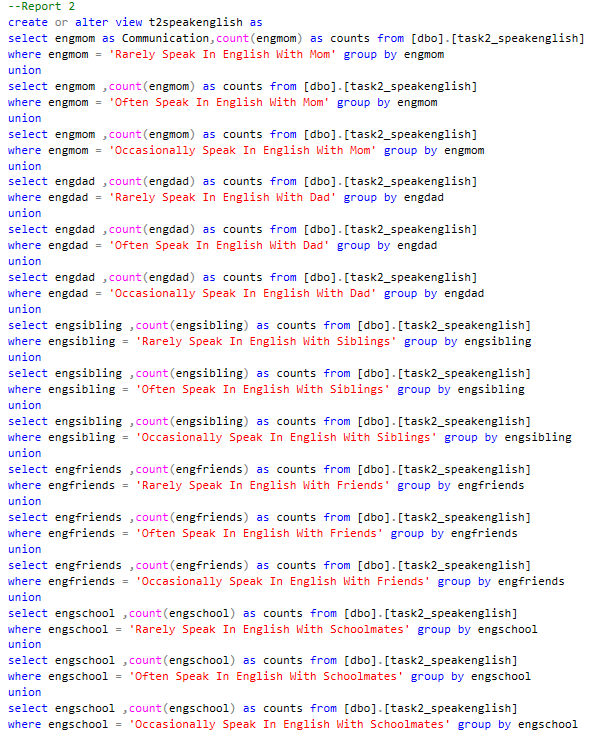 --Report 2
create or alter view t2speakenglish as
select engmom as Communication,count(engmom) as counts from [dbo].[task2_speakenglish]
where engmom = 'Rarely Speak In English With Mom' group by engmom
union
select engmom ,count(engmom) as counts from [dbo].[task2_speakenglish]
where engmom = 'Often Speak In English With Mom' group by engmom
union
select engmom ,count(engmom) as counts from [dbo].[task2_speakenglish]
where engmom = 'Occasionally Speak In English With Mom' group by engmom
union
select engdad ,count(engdad) as counts from [dbo].[task2_speakenglish]
where engdad = 'Rarely Speak In English With Dad' group by engdad
union
select engdad ,count(engdad) as counts from [dbo].[task2_speakenglish]
where engdad = 'Often Speak In English With Dad' group by engdad
union
select engdad ,count(engdad) as counts from [dbo].[task2_speakenglish]
where engdad = 'Occasionally Speak In English With Dad' group by engdad
union
select engsibling ,count(engsibling) as counts from [dbo].[task2_speakenglish]
where engsibling = 'Rarely Speak In English With Siblings' group by engsibling
union
select engsibling ,count(engsibling) as counts from [dbo].[task2_speakenglish]
where engsibling = 'Often Speak In English With Siblings' group by engsibling
union
select engsibling ,count(engsibling) as counts from [dbo].[task2_speakenglish]
where engsibling = 'Occasionally Speak In English With Siblings' group by engsibling
union
select engfriends ,count(engfriends) as counts from [dbo].[task2_speakenglish]
where engfriends = 'Rarely Speak In English With Friends' group by engfriends
union
select engfriends ,count(engfriends) as counts from [dbo].[task2_speakenglish]
where engfriends = 'Often Speak In English With Friends' group by engfriends
union
select engfriends ,count(engfriends) as counts from [dbo].[task2_speakenglish]
where engfriends = 'Occasionally Speak In English With Friends' group by engfriends
union
select engschool ,count(engschool) as counts from [dbo].[task2_speakenglish]
where engschool = 'Rarely Speak In English With Schoolmates' group by engschool
union
select engschool ,count(engschool) as counts from [dbo].[task2_speakenglish]
where engschool = 'Often Speak In English With Schoolmates' group by engschool
union
select engschool ,count(engschool) as counts from [dbo].[task2_speakenglish]
where engschool = 'Occasionally Speak In English With Schoolmates' group by engschool